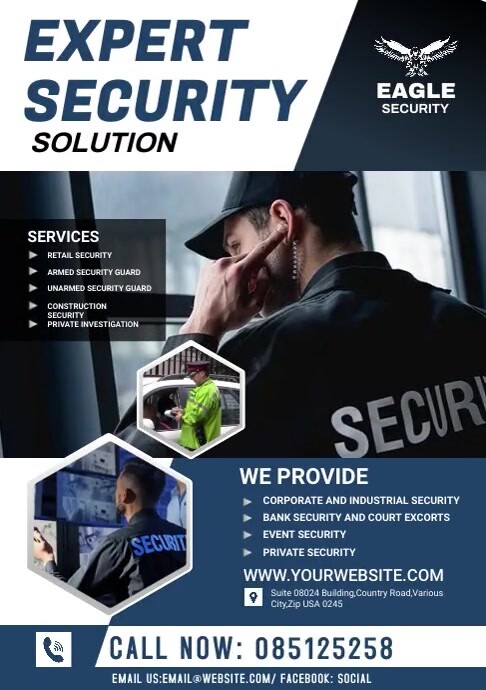 EXPERT
SECURITY
SOLUTION
EAGLE
SECURITY
SERVICES
RETAIL SECURITY
ARMED SECURITY GUARD
UNARMED SECURITY GUARD
CONSTRUCTION
SECURITY
PRIVATE INVESTIGATION
SECURI
SECURIT
WE PROVIDE
CORPORATE AND INDUSTRIAL SECURITY
BANK SECURITY AND COURT EXCORTS
EVENT SECURITY
PRIVATE SECURITY
WWW.YOURWEBSITE.COM
Suite 08024 Building,Country Road,Various
City,Zip USA 0245
CALL NOW: 085125258
EMAIL US:EMAIL@WEBSITE.COM/ FACEBOOK: SOCIAL